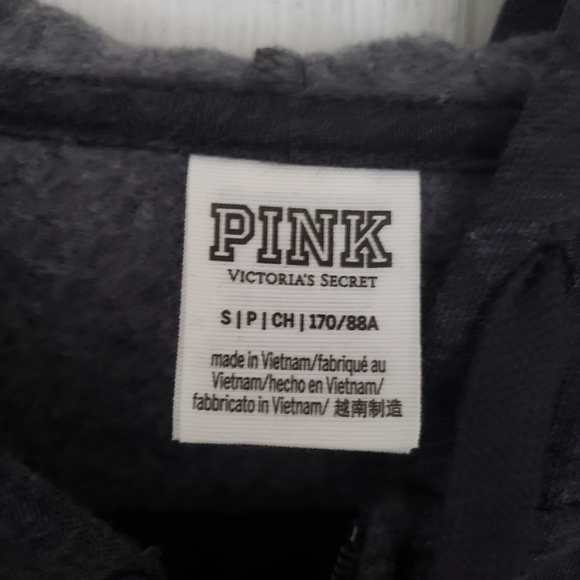 PINK
VICTORIA'S SECRET
S | P | CH | 170/88A
made in Vietnam/fabriqué au
Vietnam/hecho en Vietnam/
fabbricato in Vietnam/ 越南制造